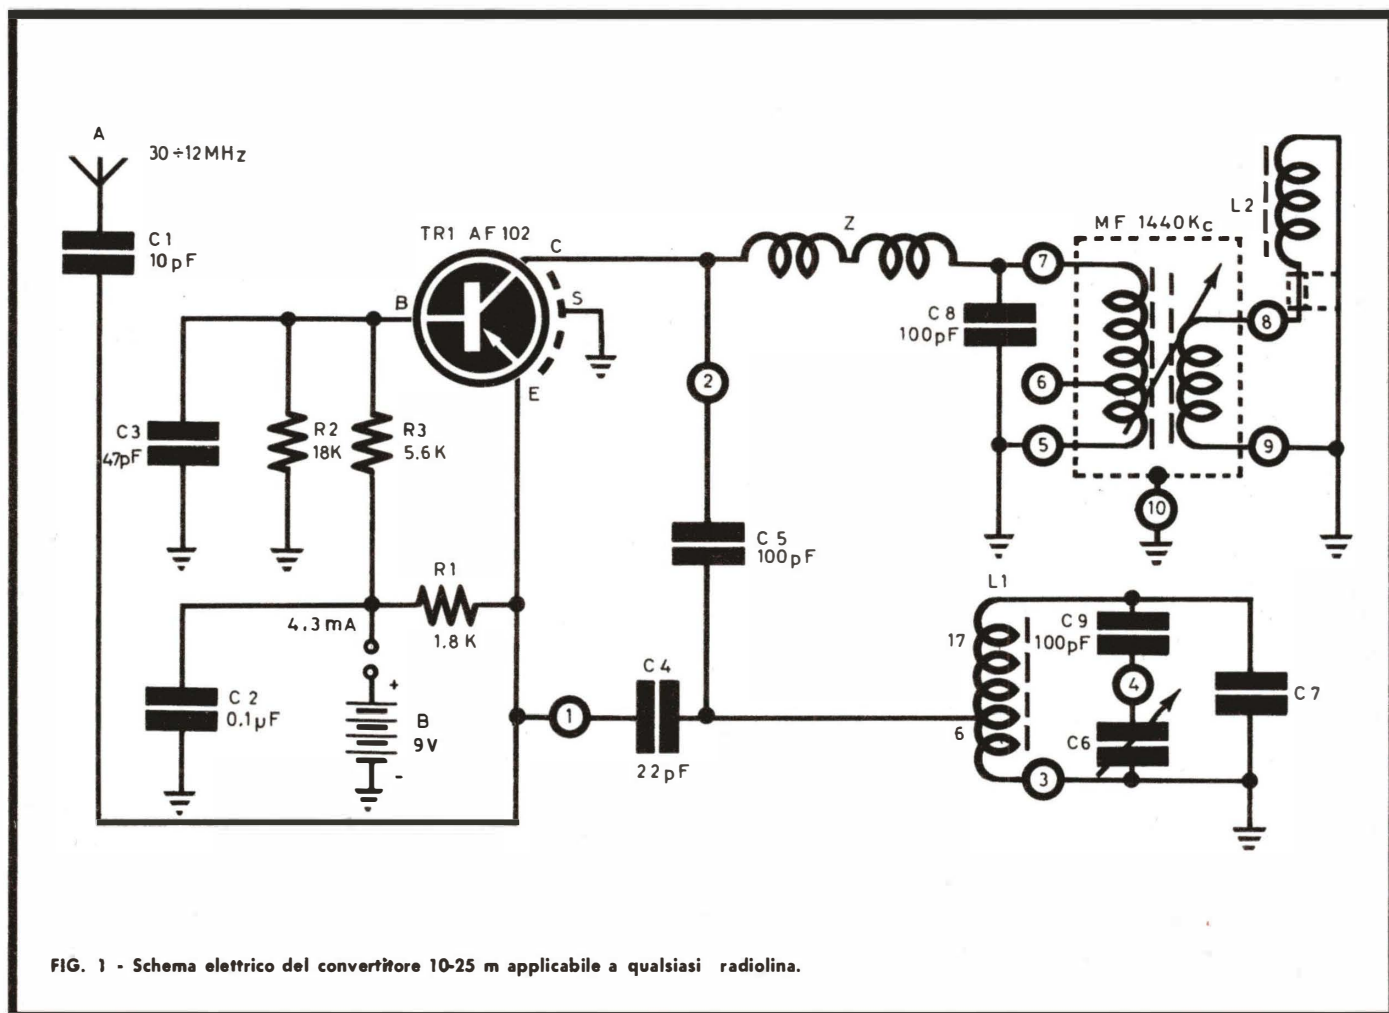 A
30÷12MHz
C1
10pF
TR1 AF102
C
B
S
E
Z
MF 1440Kc
L2
7
8
6
5
9
10
C8
100pF
C3
47pF
R2
18K
R3
5.6K
2
C5
100pF
R1
1.8K
4.3mA
C2
0.1µF
+
B
9V
-
1
C4
22pF
L1
17
6
C9
100pF
4
C6
3
C7
FIG. 1 - Schema elettrico del convertitore 10-25 m applicabile a qualsiasi radiolina.